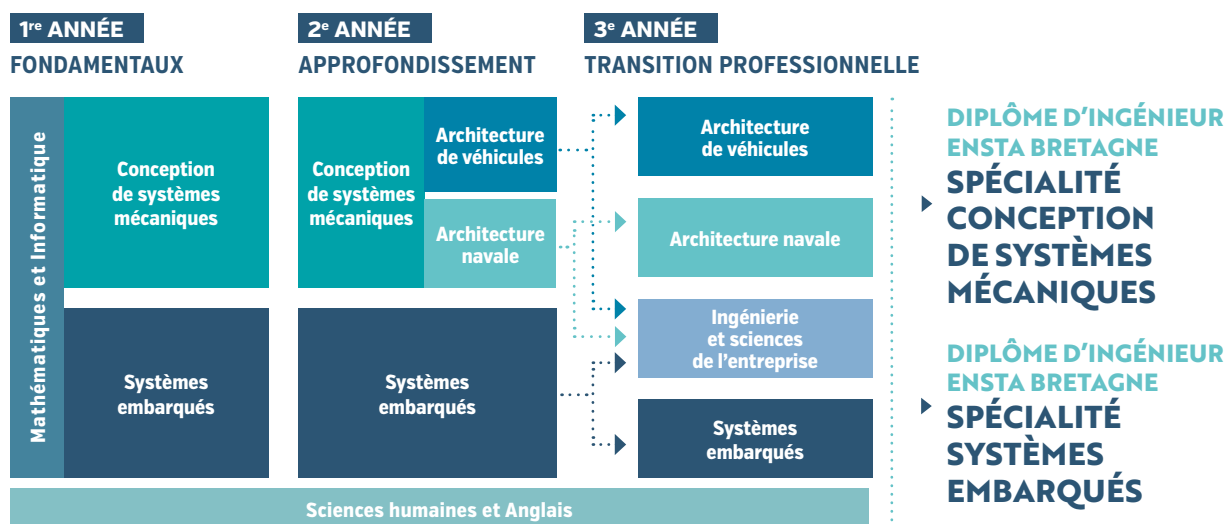 1re ANNÉE
FONDAMENTAUX
2e ANNÉE
APPROFONDISSEMENT
3e ANNÉE
TRANSITION PROFESSIONNELLE
Mathématiques et Informatique
Conception
de systèmes
mécaniques
Systèmes
embarqués
Conception
de systèmes
mécaniques
Architecture
de véhicules
Architecture
navale
Systèmes
embarqués
Architecture
de véhicules
Architecture navale
Ingénierie
et sciences
de l’entreprise
Systèmes
embarqués
Sciences humaines et Anglais
DIPLÔME D’INGÉNIEUR
ENSTA BRETAGNE
SPÉCIALITÉ
CONCEPTION
DE SYSTÈMES
MÉCANIQUES
DIPLÔME D’INGÉNIEUR
ENSTA BRETAGNE
SPÉCIALITÉ
SYSTÈMES
EMBARQUÉS